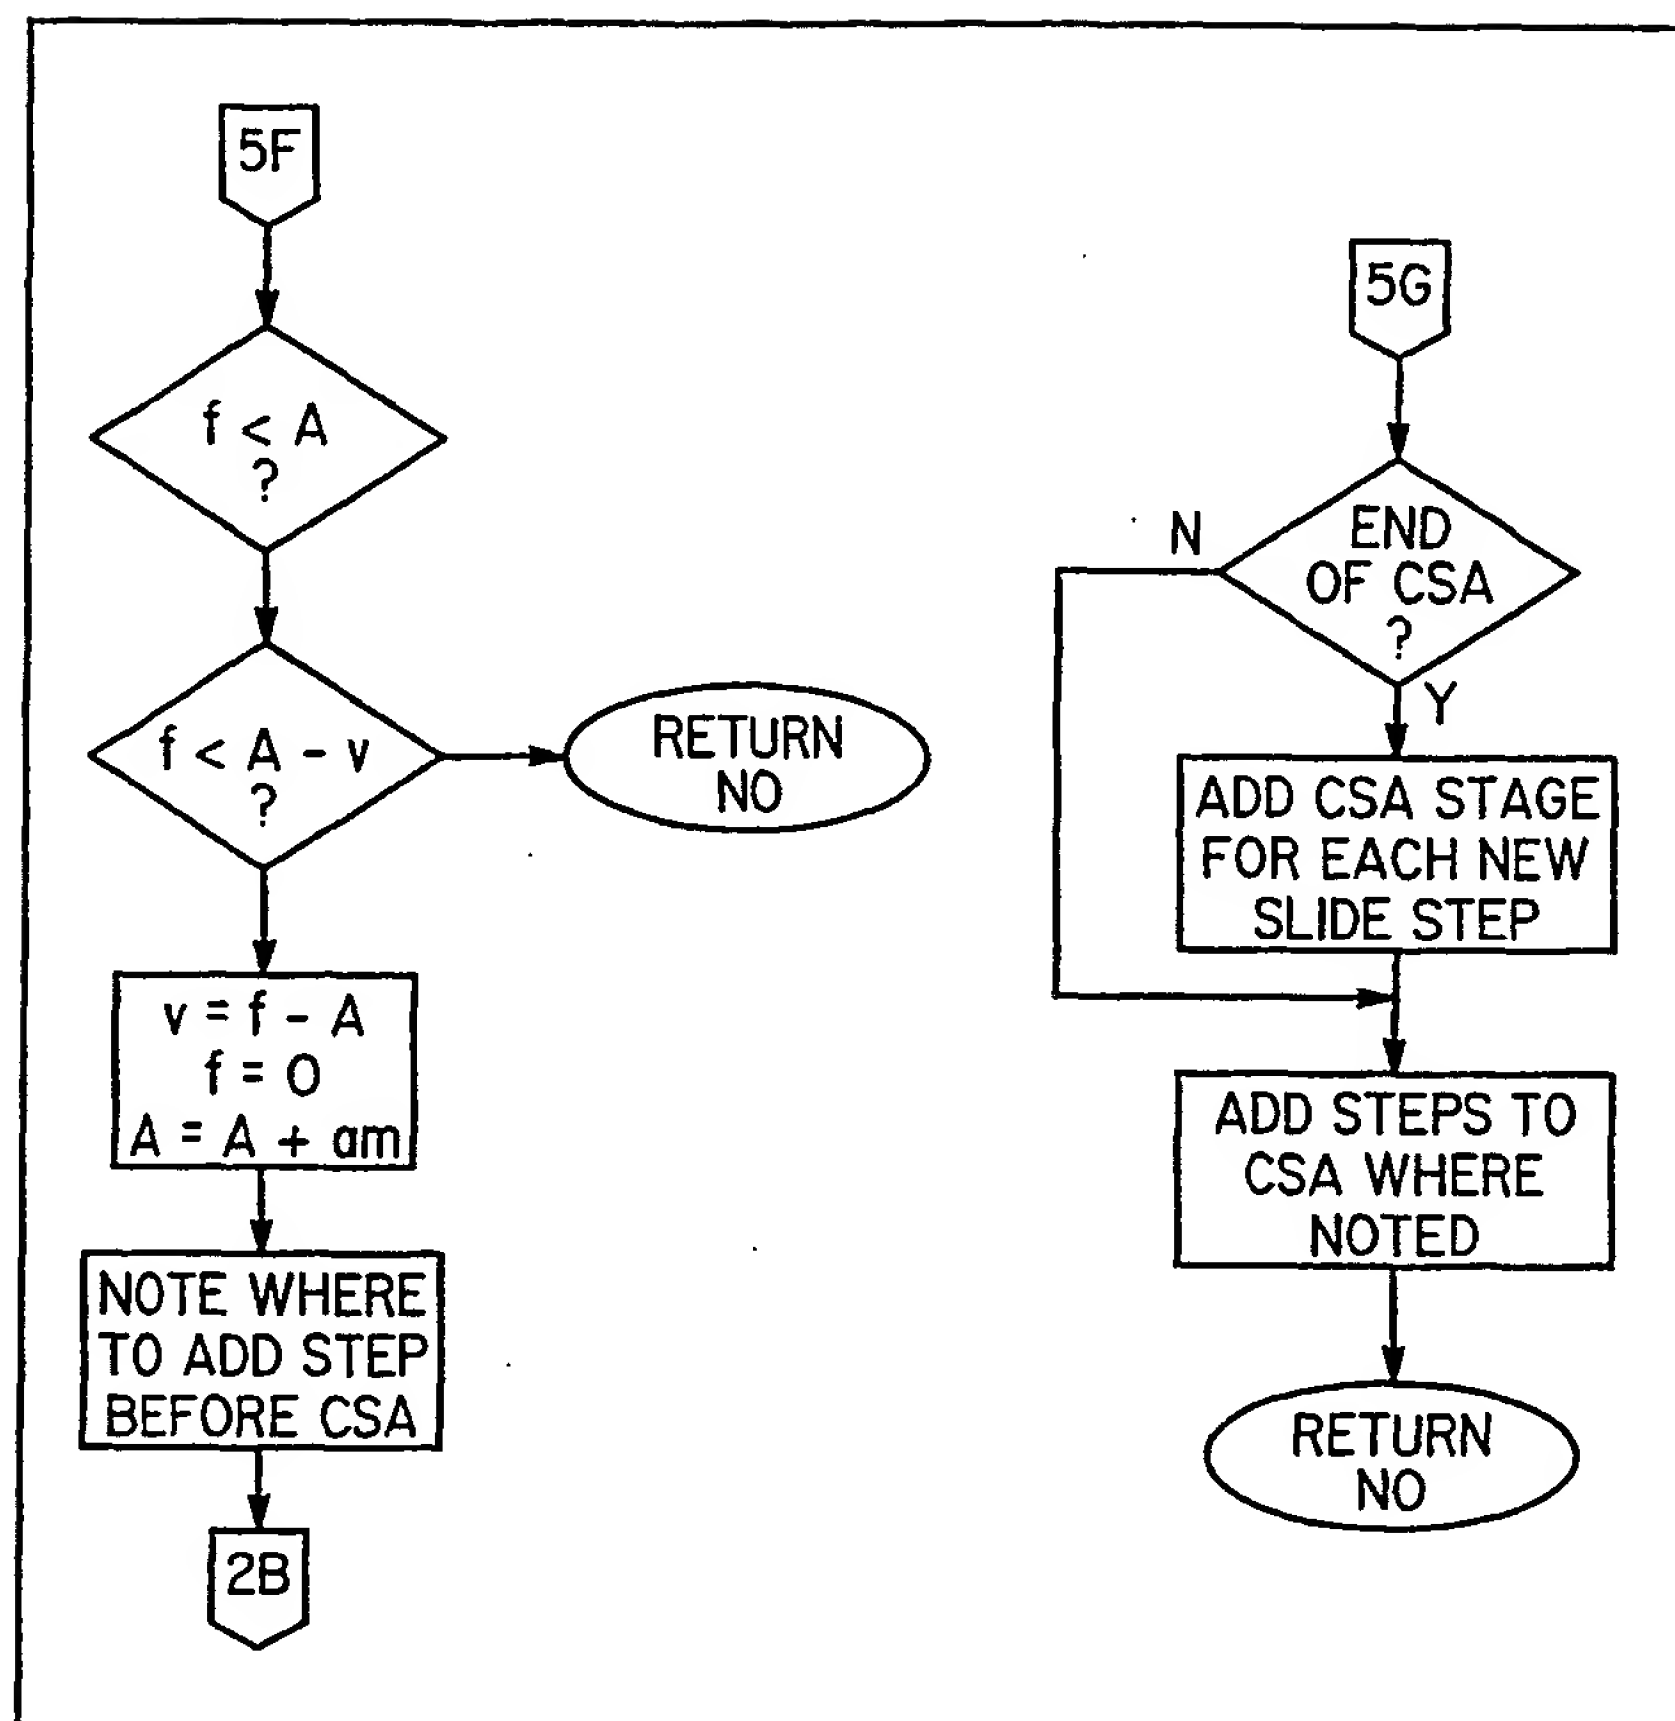 5F
f < A
?
f < A - v
?
RETURN
NO
v = f - A
f = 0
A = A + am
NOTE WHERE
TO ADD STEP
BEFORE CSA
2B
5G
END
OF CSA
?
N
Y
ADD CSA STAGE
FOR EACH NEW
SLIDE STEP
ADD STEPS TO
CSA WHERE
NOTED
RETURN
NO